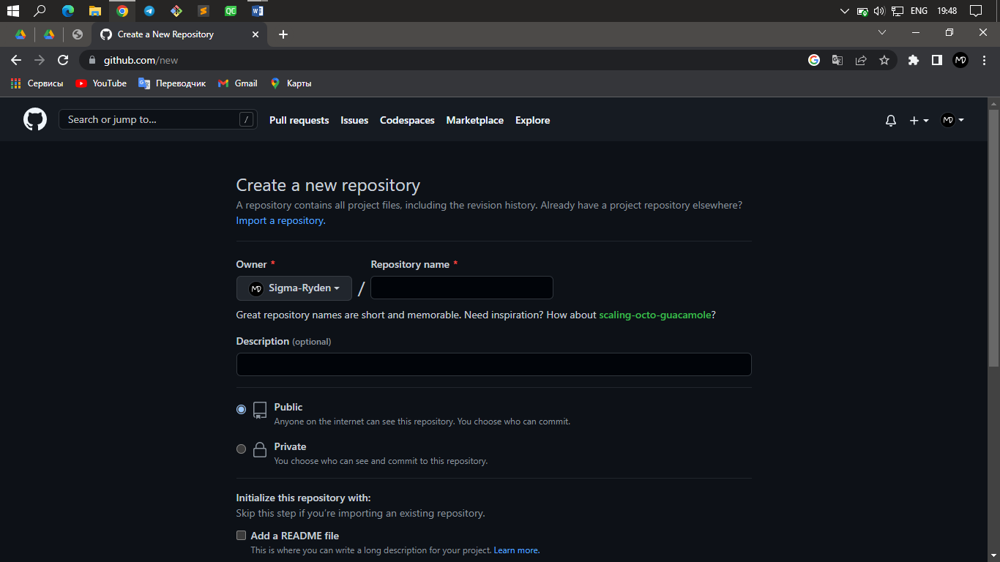 QC
W
ENG
19:48
Create a New Repository
github.com/new
MD
Сервисы
YouTube
Переводчик
Gmail
Карты
Search or jump to...
/
Pull requests
Issues
Codespaces
Marketplace
Explore
MD
Create a new repository
A repository contains all project files, including the revision history. Already have a project repository elsewhere?
Import a repository.
Owner *
Repository name *
MD Sigma-Ryden
/
Great repository names are short and memorable. Need inspiration? How about scaling-octo-guacamole?
Description (optional)
Public
Anyone on the internet can see this repository. You choose who can commit.
Private
You choose who can see and commit to this repository.
Initialize this repository with:
Skip this step if you're importing an existing repository.
Add a README file
This is where you can write a long description for your project. Learn more.